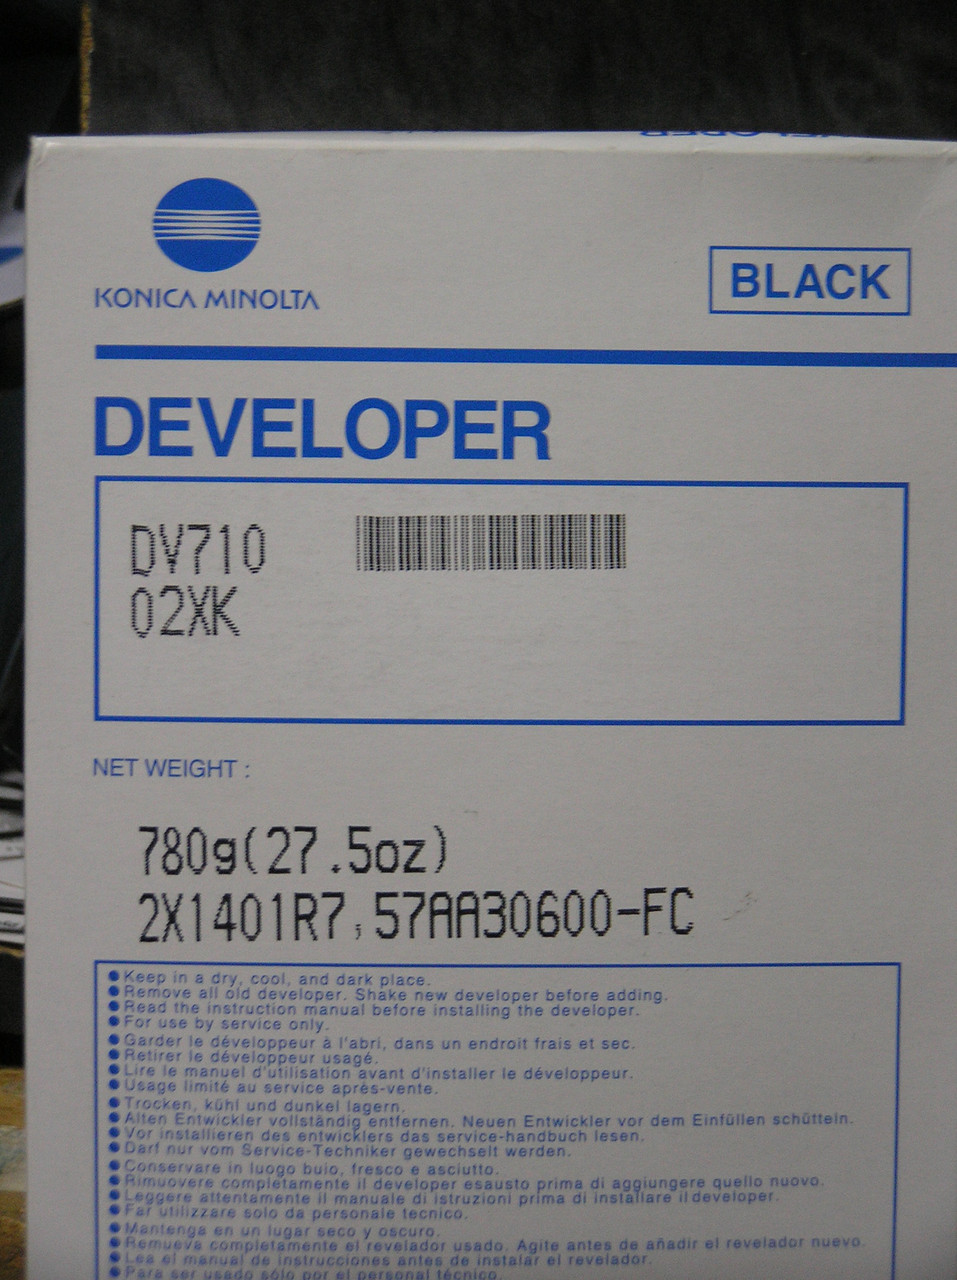 KONICA MINOLTA
BLACK
DEVELOPER
DV710
02XK
NET WEIGHT :
780g(27.5oz)
2X1401R7,57AA30600-FC
●Keep in a dry, cool, and dark place.
●Remove all old developer. Shake new developer before adding.
●Read the instruction manual before installing the developer.
●For use by service only.
●Garder le développeur à l'abri, dans un endroit frais et sec.
●Retirer le développeur usagé.
●Lire le manuel d'utilisation avant d'installer le développeur.
●Usage limité au service après-vente.
●Trocken, kühl und dunkel lagern.
●Alten Entwickler vollständig entfernen. Neuen Entwickler vor dem Einfüllen schütteln.
●Vor installieren des entwicklers das service-handbuch lesen.
●Darf nur vom Service-Techniker gewechselt werden.
●Conservare in luogo buio, fresco e asciutto.
●Rimuovere completamente il developer esausto prima di aggiungere quello nuovo.
●Leggere attentamente il manuale di istruzioni prima di installare il developer.
●Far utilizzare solo da personale tecnico.
●Mantenga en un lugar seco y oscuro.
●Remueva completamente el revelador usado. Agite antes de añadir el revelador nuevo.
●Lea el manual de instrucciones antes de instalar el revelador.
●Para ser usado sólo por el personal técnico.